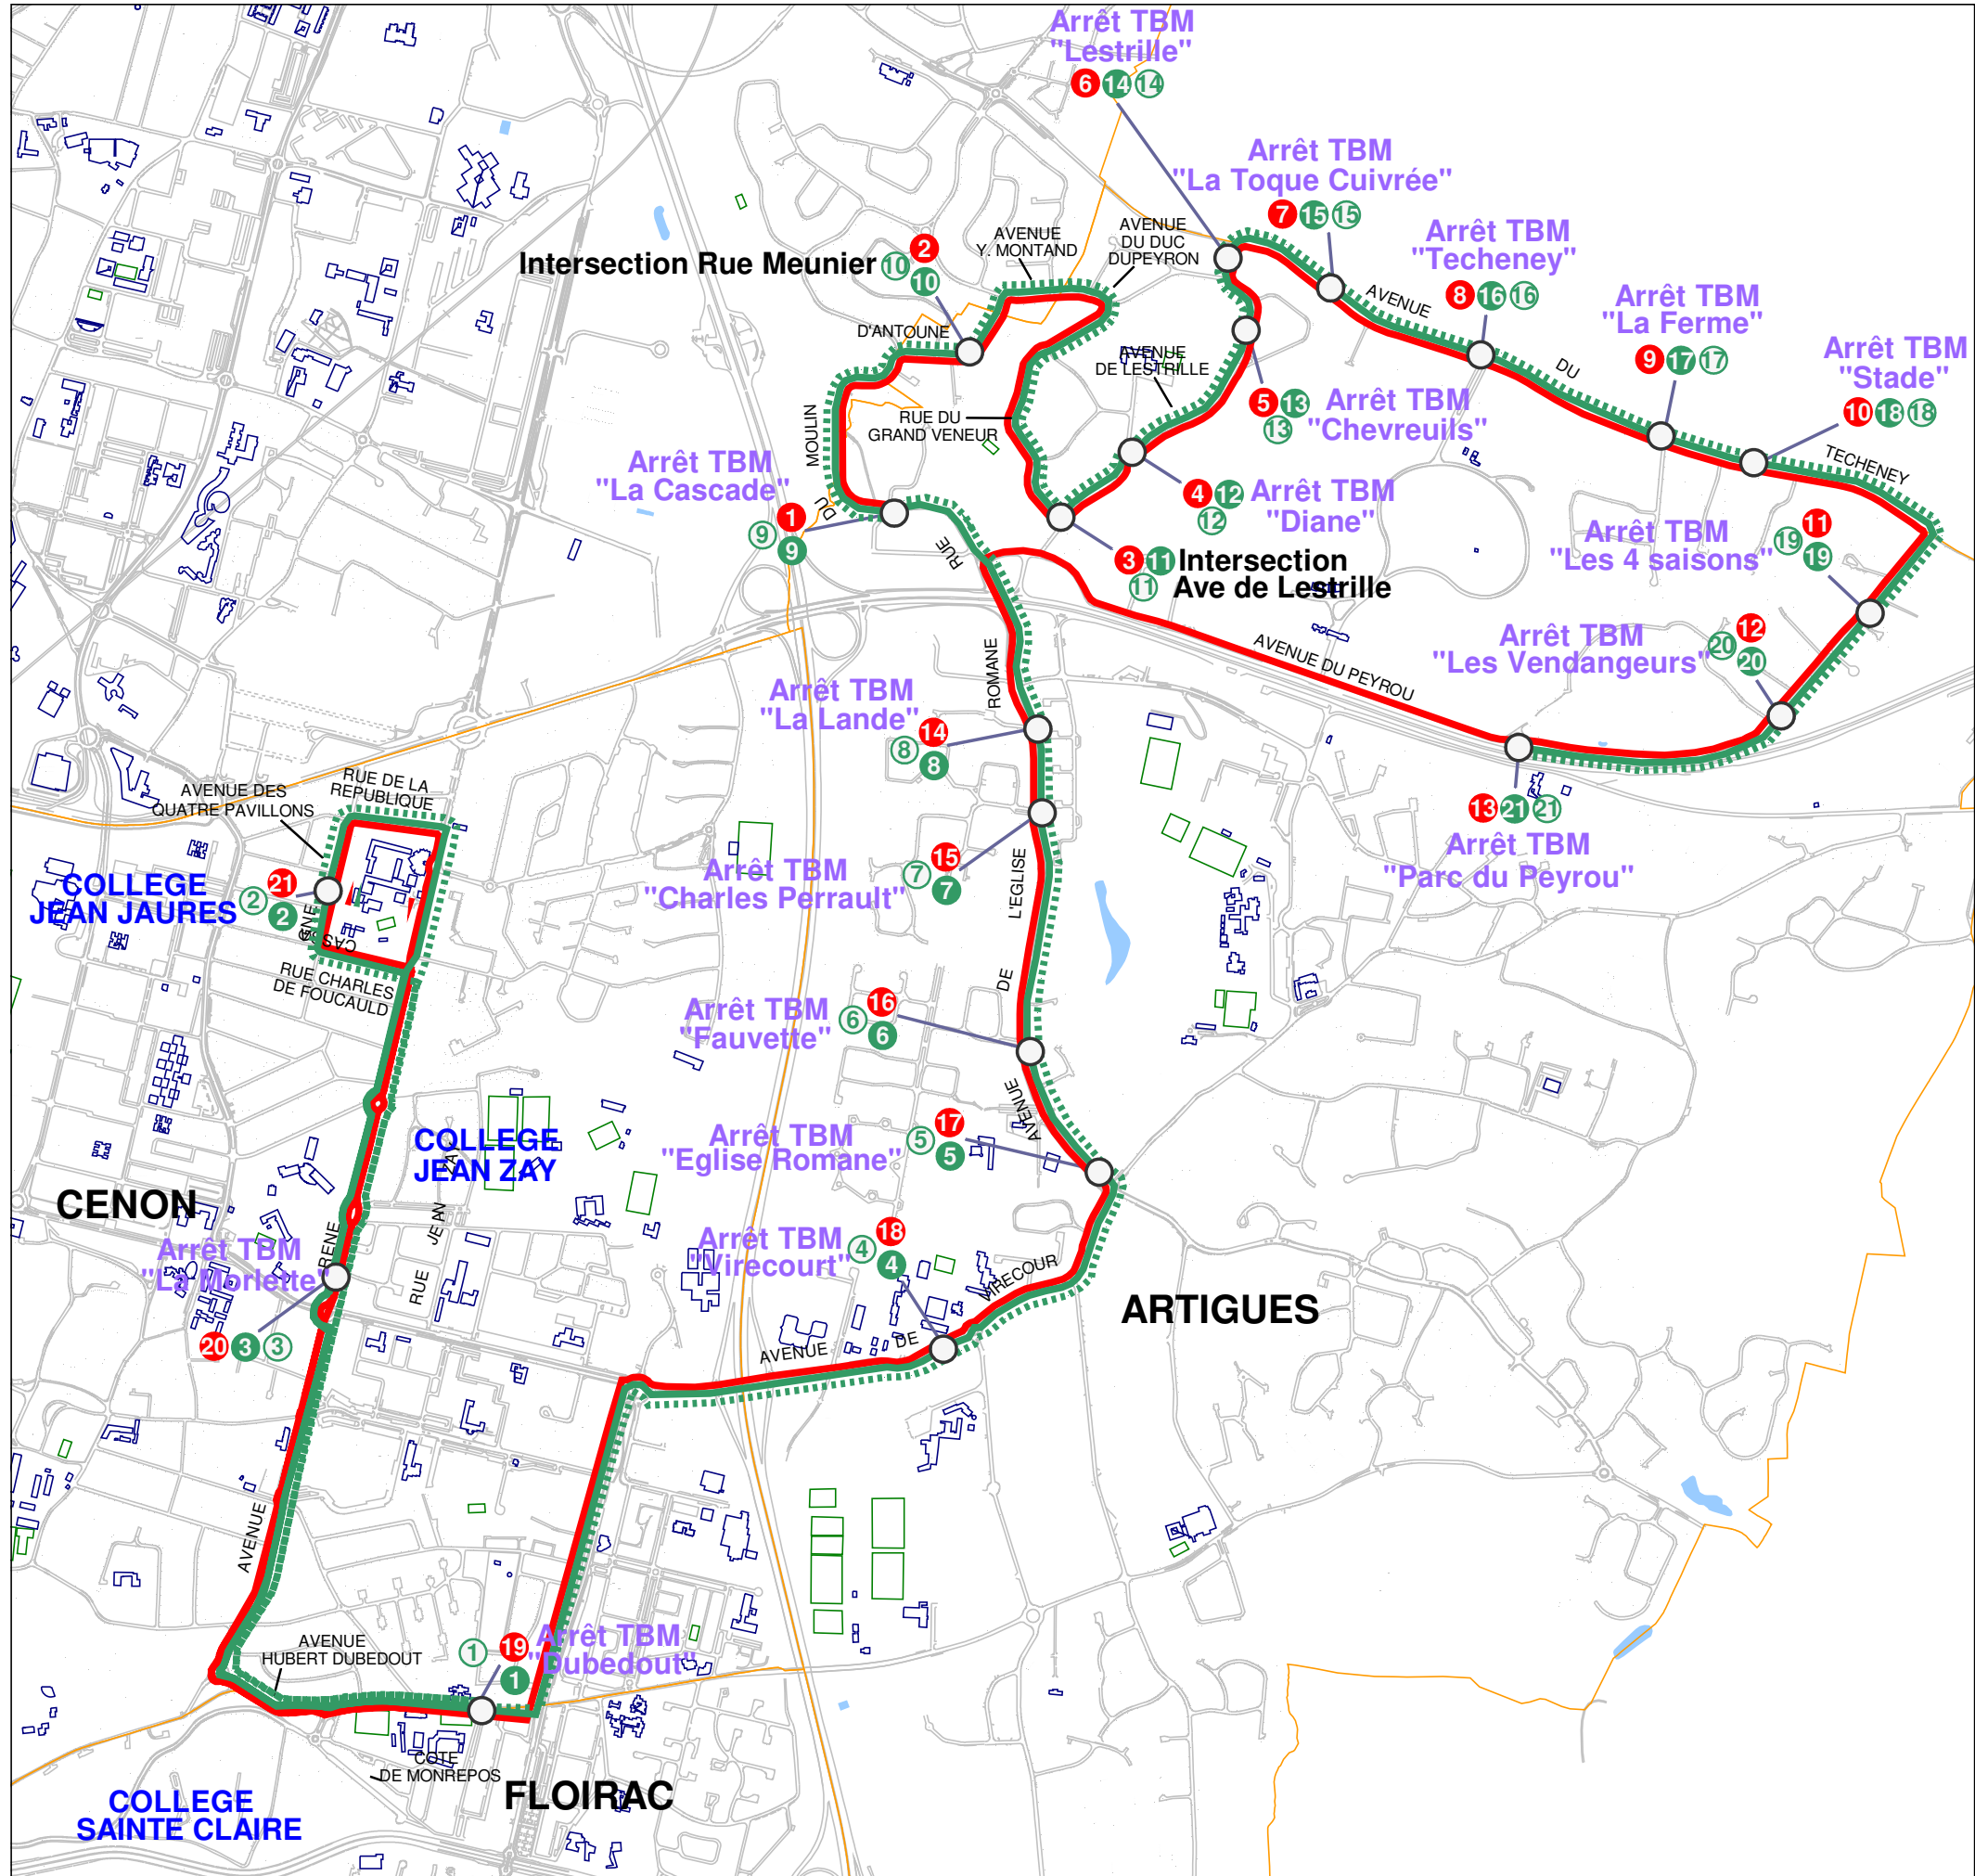 Arrêt TBM
"Lestrille"
6 14 14
Arrêt TBM
"La Toque Cuivrée"
7 15 15
Arrêt TBM
"Techeney"
8 16 16
Arrêt TBM
"La Ferme"
9 17 17
Arrêt TBM
"Stade"
10 18 18
Intersection Rue Meunier
2
10
10
AVENUE
Y. MONTAND
AVENUE
DU DUC
DUPEYRON
D'ANTOUNE
AVENUE
DU
TECHENEY
AVENUE
DE LESTRILLE
RUE DU
GRAND VENEUR
MOULIN
DU
RUE
5 13
13
Arrêt TBM
"Chevreuils"
Arrêt TBM
"La Cascade"
1
9
9
4 12
12
Arrêt TBM
"Diane"
3 11
11
Intersection
Ave de Lestrille
Arrêt TBM
"Les 4 saisons"
11
19
19
Arrêt TBM
"Les Vendangeurs"
12
20
20
AVENUE DU PEYROU
ROMANE
Arrêt TBM
"La Lande"
14
8
8
13 21 21
Arrêt TBM
"Parc du Peyrou"
RUE DE LA
REPUBLIQUE
AVENUE DES
QUATRE PAVILLONS
COLLEGE
JEAN JAURES
21
2
2
RENE
CASSAG
RUE CHARLES
DE FOUCAULD
Arrêt TBM
"Charles Perrault"
15
7
7
L'EGLISE
DE
AVENUE
Arrêt TBM
"Fauvette"
16
6
6
COLLEGE
JEAN ZAY
Arrêt TBM
"Eglise Romane"
17
5
5
CENON
Arrêt TBM
"La Morlette"
20 3 3
RENE
RUE
JEAN
ZAY
Arrêt TBM
"Virecourt"
18
4
4
AVENUE
DE
VIRECOUR
ARTIGUES
AVENUE
AVENUE
HUBERT DUBEDOUT
1
19
1
Arrêt TBM
"Dubedout"
COTE
DE MONREPOS
FLOIRAC
COLLEGE
SAINTE CLAIRE